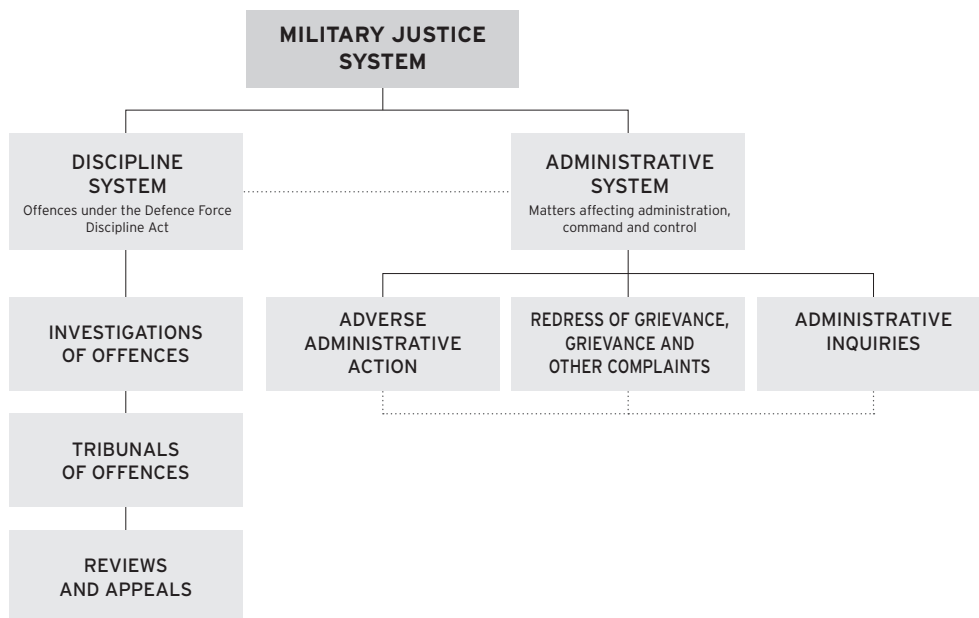 MILITARY JUSTICE
SYSTEM
DISCIPLINE
SYSTEM
Offences under the Defence Force
Discipline Act
ADMINISTRATIVE
SYSTEM
Matters affecting administration,
command and control
INVESTIGATIONS
OF OFFENCES
ADVERSE
ADMINISTRATIVE
ACTION
REDRESS OF GRIEVANCE,
GRIEVANCE AND
OTHER COMPLAINTS
ADMINISTRATIVE
INQUIRIES
TRIBUNALS
OF OFFENCES
REVIEWS
AND APPEALS